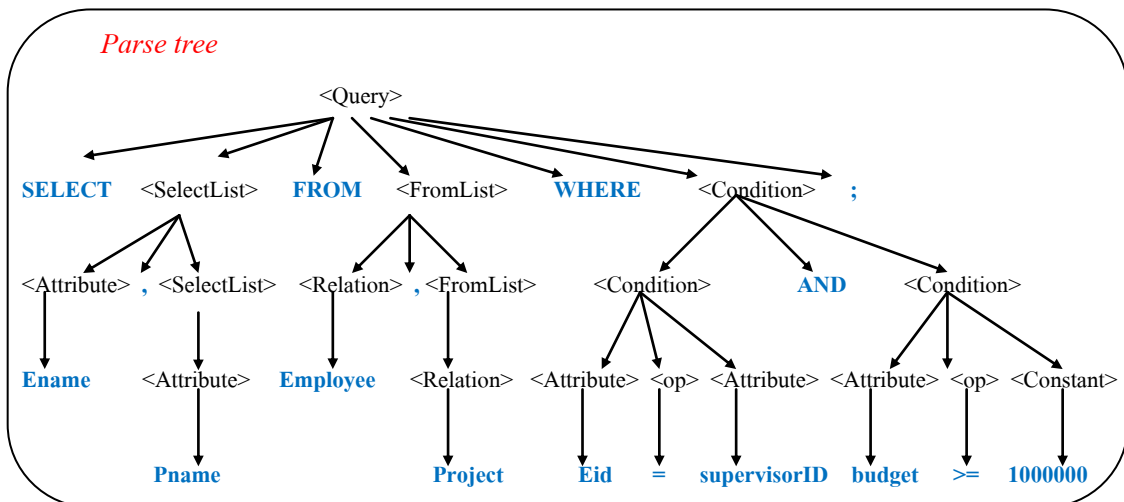 Parse tree
<Query>
SELECT <SelectList> FROM <FromList> WHERE <Condition> ;
<Attribute> , <SelectList> <Relation> , <FromList> <Condition> AND <Condition>
Ename <Attribute> Employee <Relation> <Attribute> <op> <Attribute> <Attribute> <op> <Constant>
Pname Project Eid = supervisorID budget >= 1000000